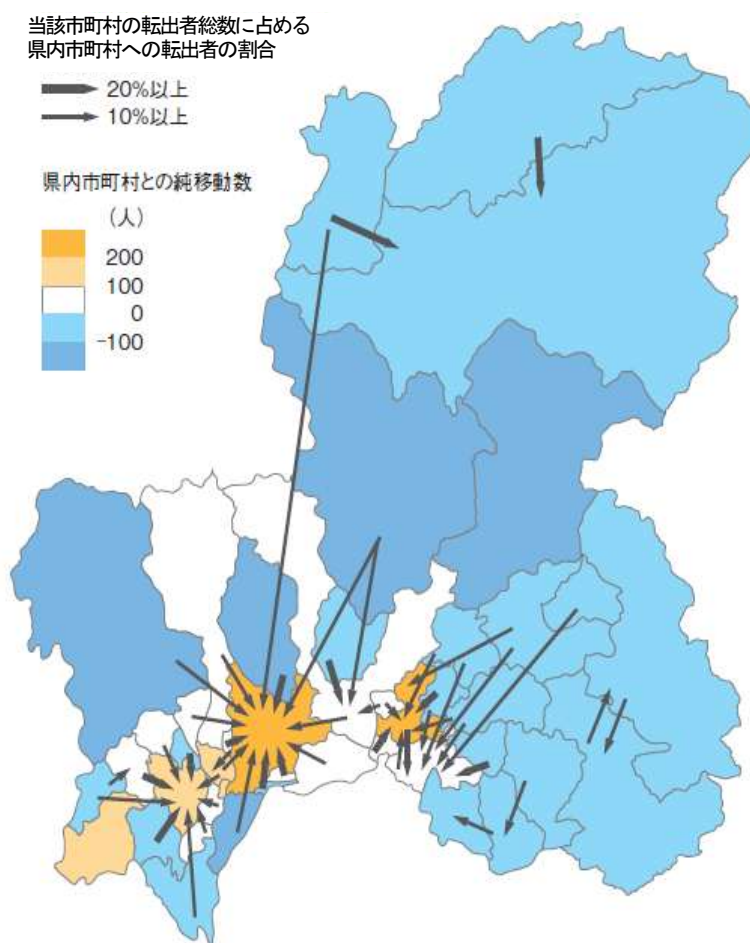 当該市町村の転出者総数に占める
県内市町村への転出者の割合
20%以上
10%以上
県内市町村との純移動数
(人)
200
100
0
-100